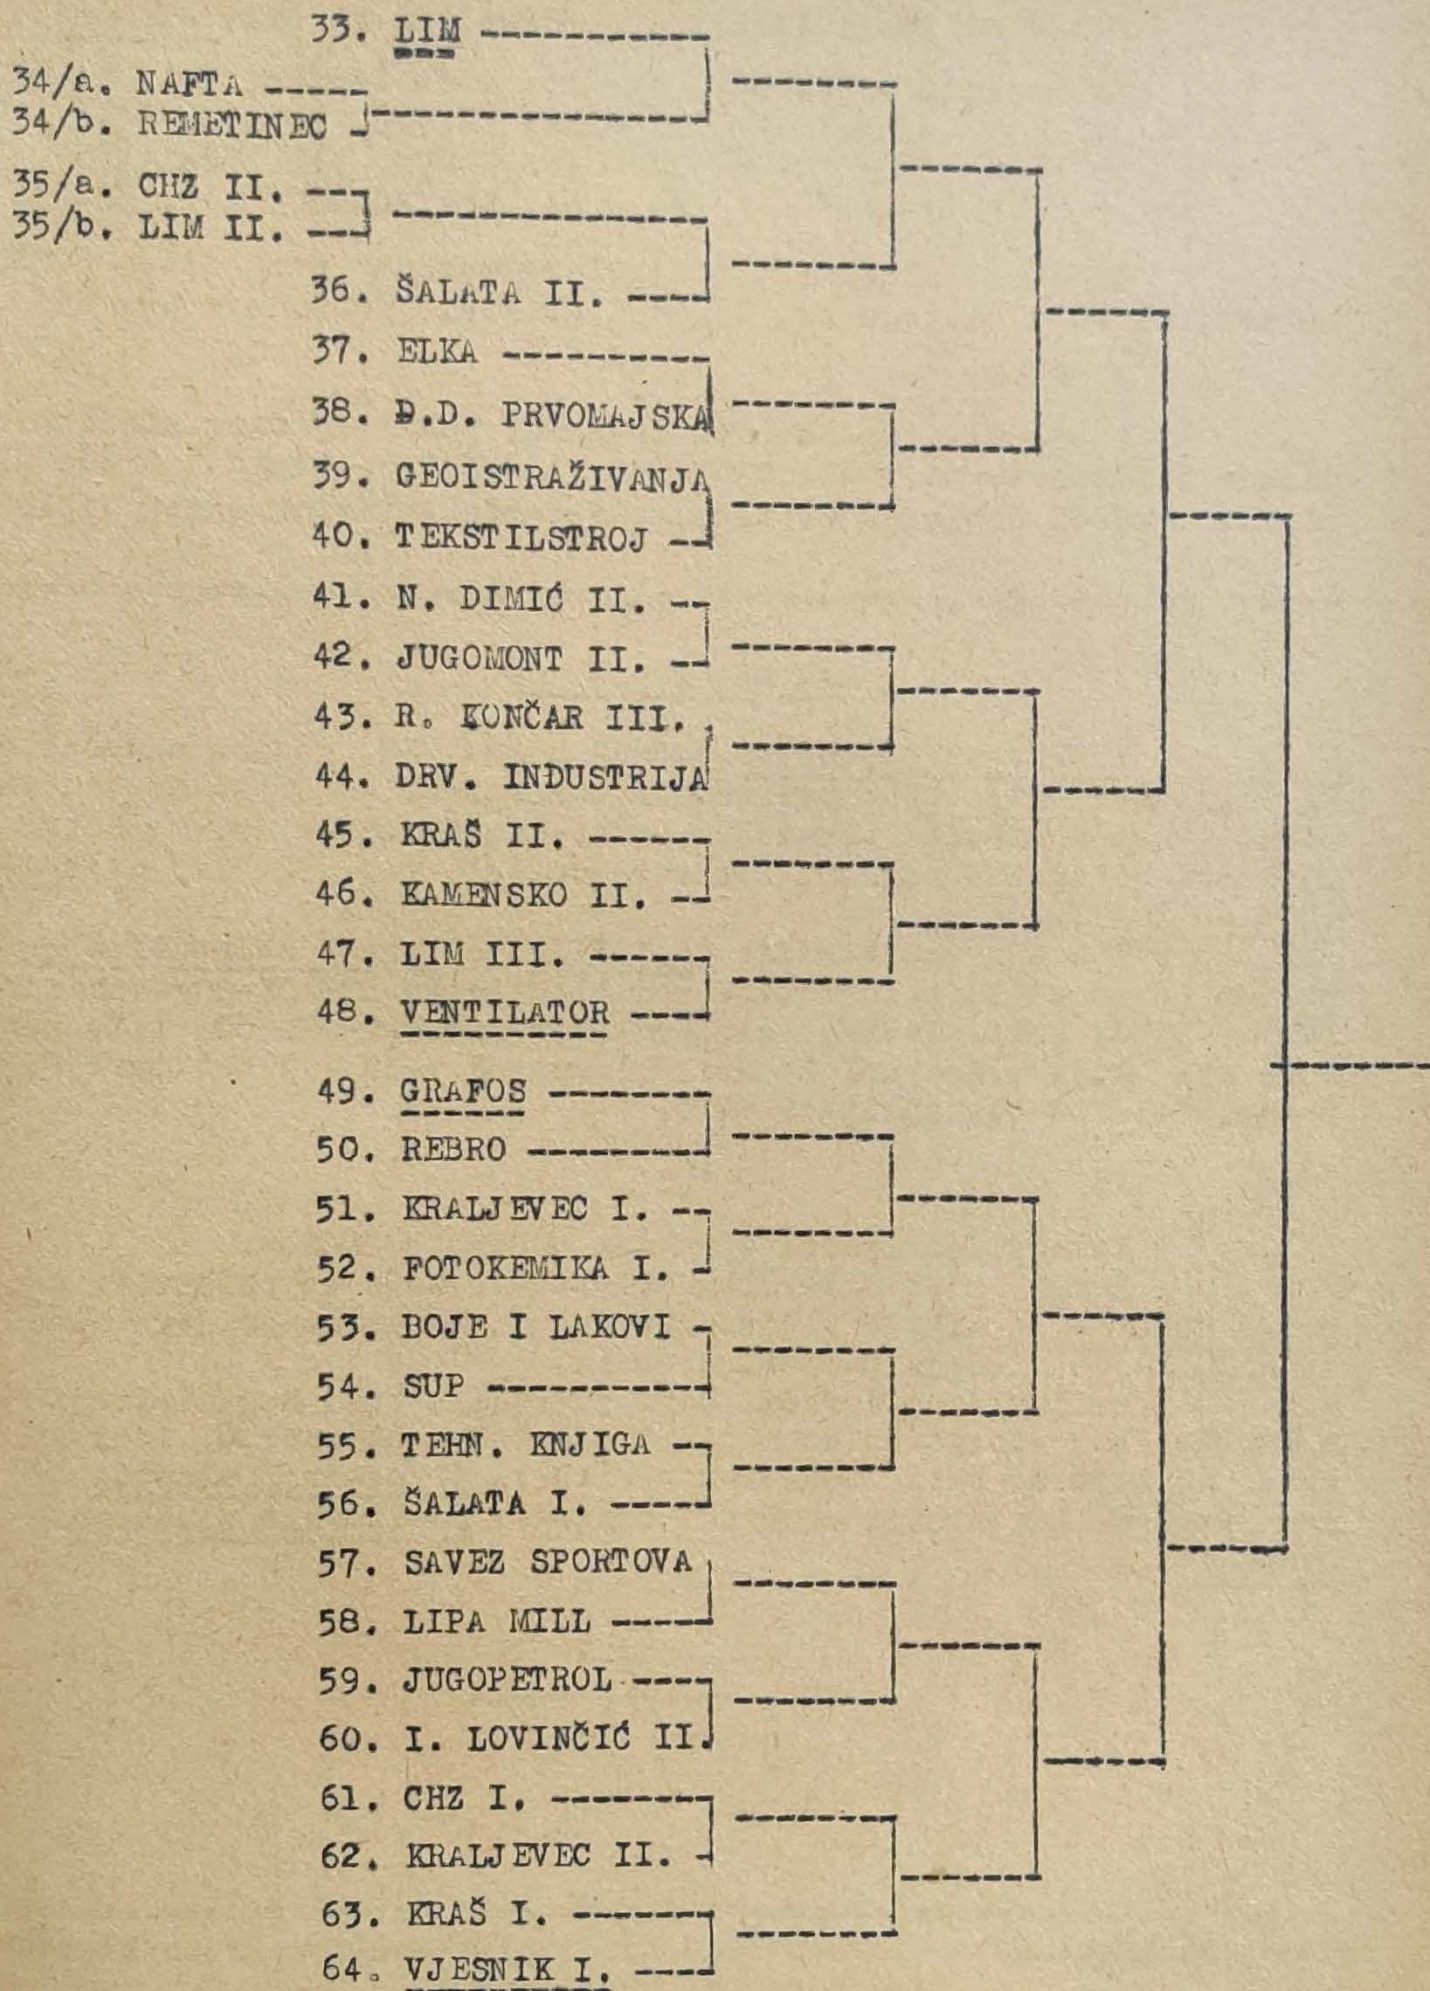 33. LIM
34/a. NAFTA
34/b. REMETINEC
35/a. CHZ II.
35/b. LIM II.
36. ŠALATA II.
37. ELKA
38. D.D. PRVOMAJSKA
39. GEOISTRAŽIVANJA
40. TEKSTILSTROJ
41. N. DIMIĆ II.
42. JUGOMONT II.
43. R. KONČAR III.
44. DRV. INDUSTRIJA
45. KRAŠ II.
46. KAMENSKO II.
47. LIM III.
48. VENTILATOR
49. GRAFOS
50. REBRO
51. KRALJEVEC I.
52. FOTOKEMIKA I.
53. BOJE I LAKOVI
54. SUP
55. TEHN. KNJIGA
56. ŠALATA I.
57. SAVEZ SPORTOVA
58. LIPA MILL
59. JUGOPETROL
60. I. LOVINČIĆ II.
61. CHZ I.
62. KRALJEVEC II.
63. KRAŠ I.
64. VJESNIK I.